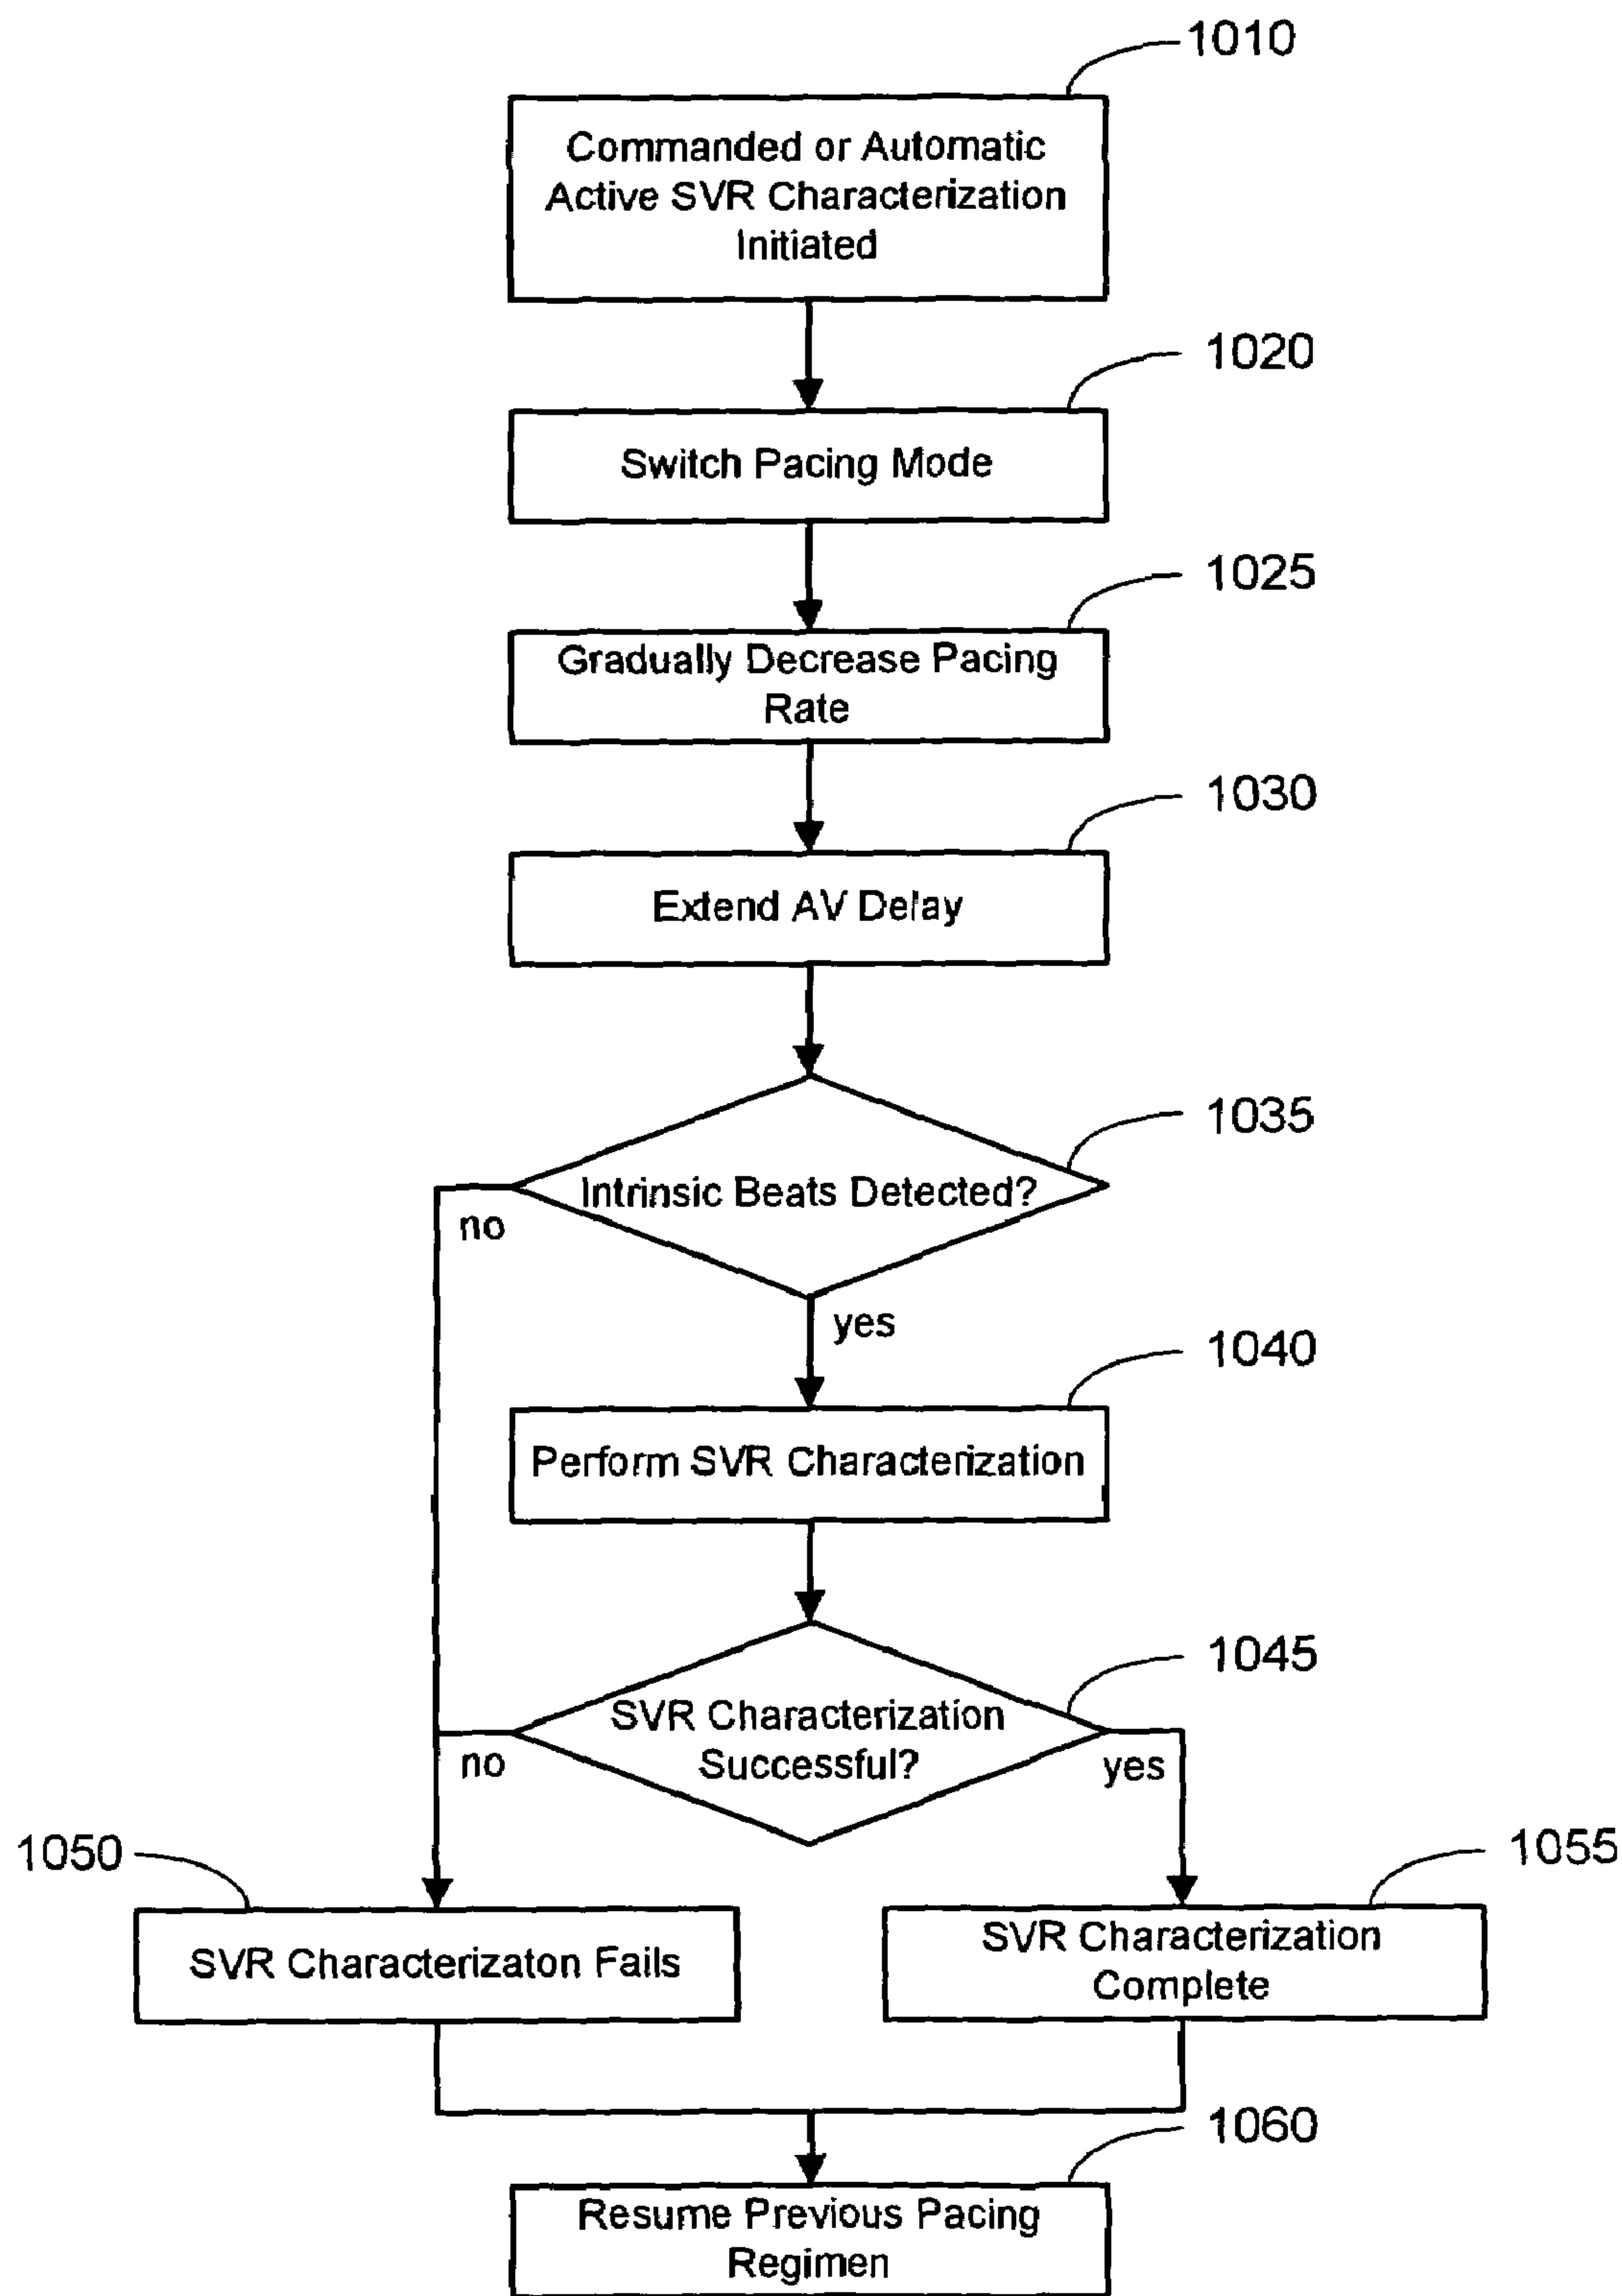 1010
Commanded or Automatic
Active SVR Characterization
Initiated
1020
Switch Pacing Mode
1025
Gradually Decrease Pacing
Rate
1030
Extend AV Delay
1035
Intrinsic Beats Detected?
no
yes
1040
Perform SVR Characterization
1045
SVR Characterization
Successful?
no
yes
1050
1055
SVR Characterizaton Fails
SVR Characterization
Complete
1060
Resume Previous Pacing
Regimen